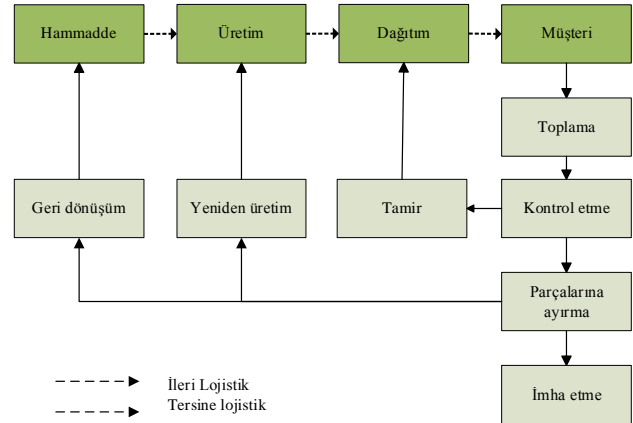 Hammadde
Üretim
Dağıtım
Müşteri
Toplama
Geri dönüşüm
Yeniden üretim
Tamir
Kontrol etme
Parçalarına
ayırma
İmha etme
İleri Lojistik
Tersine lojistik